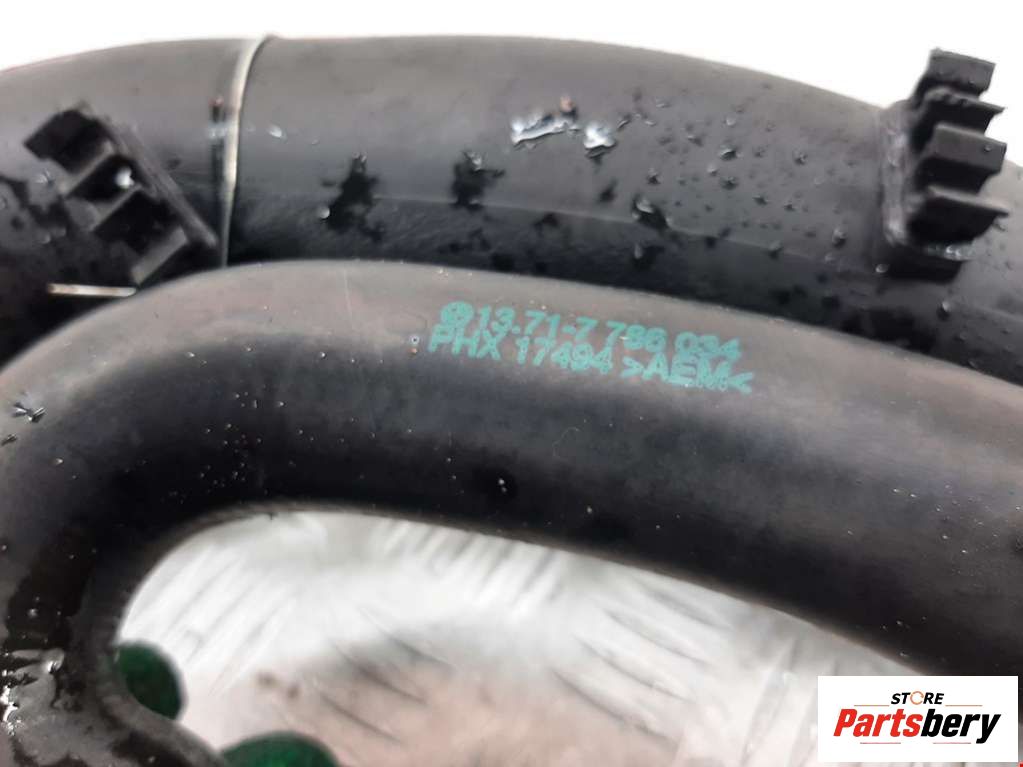 13-71-7 786 034
PHX 17494 >AEM<
STORE
Partsbery